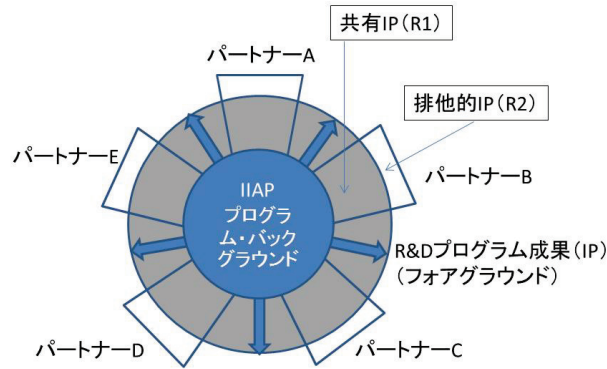 共有IP(R1)
パートナーA
排他的IP(R2)
パートナーE
パートナーB
IIAP
プログラ
ム・バック
グラウンド
R&Dプログラム成果(IP)
(フォアグラウンド)
パートナーD
パートナーC